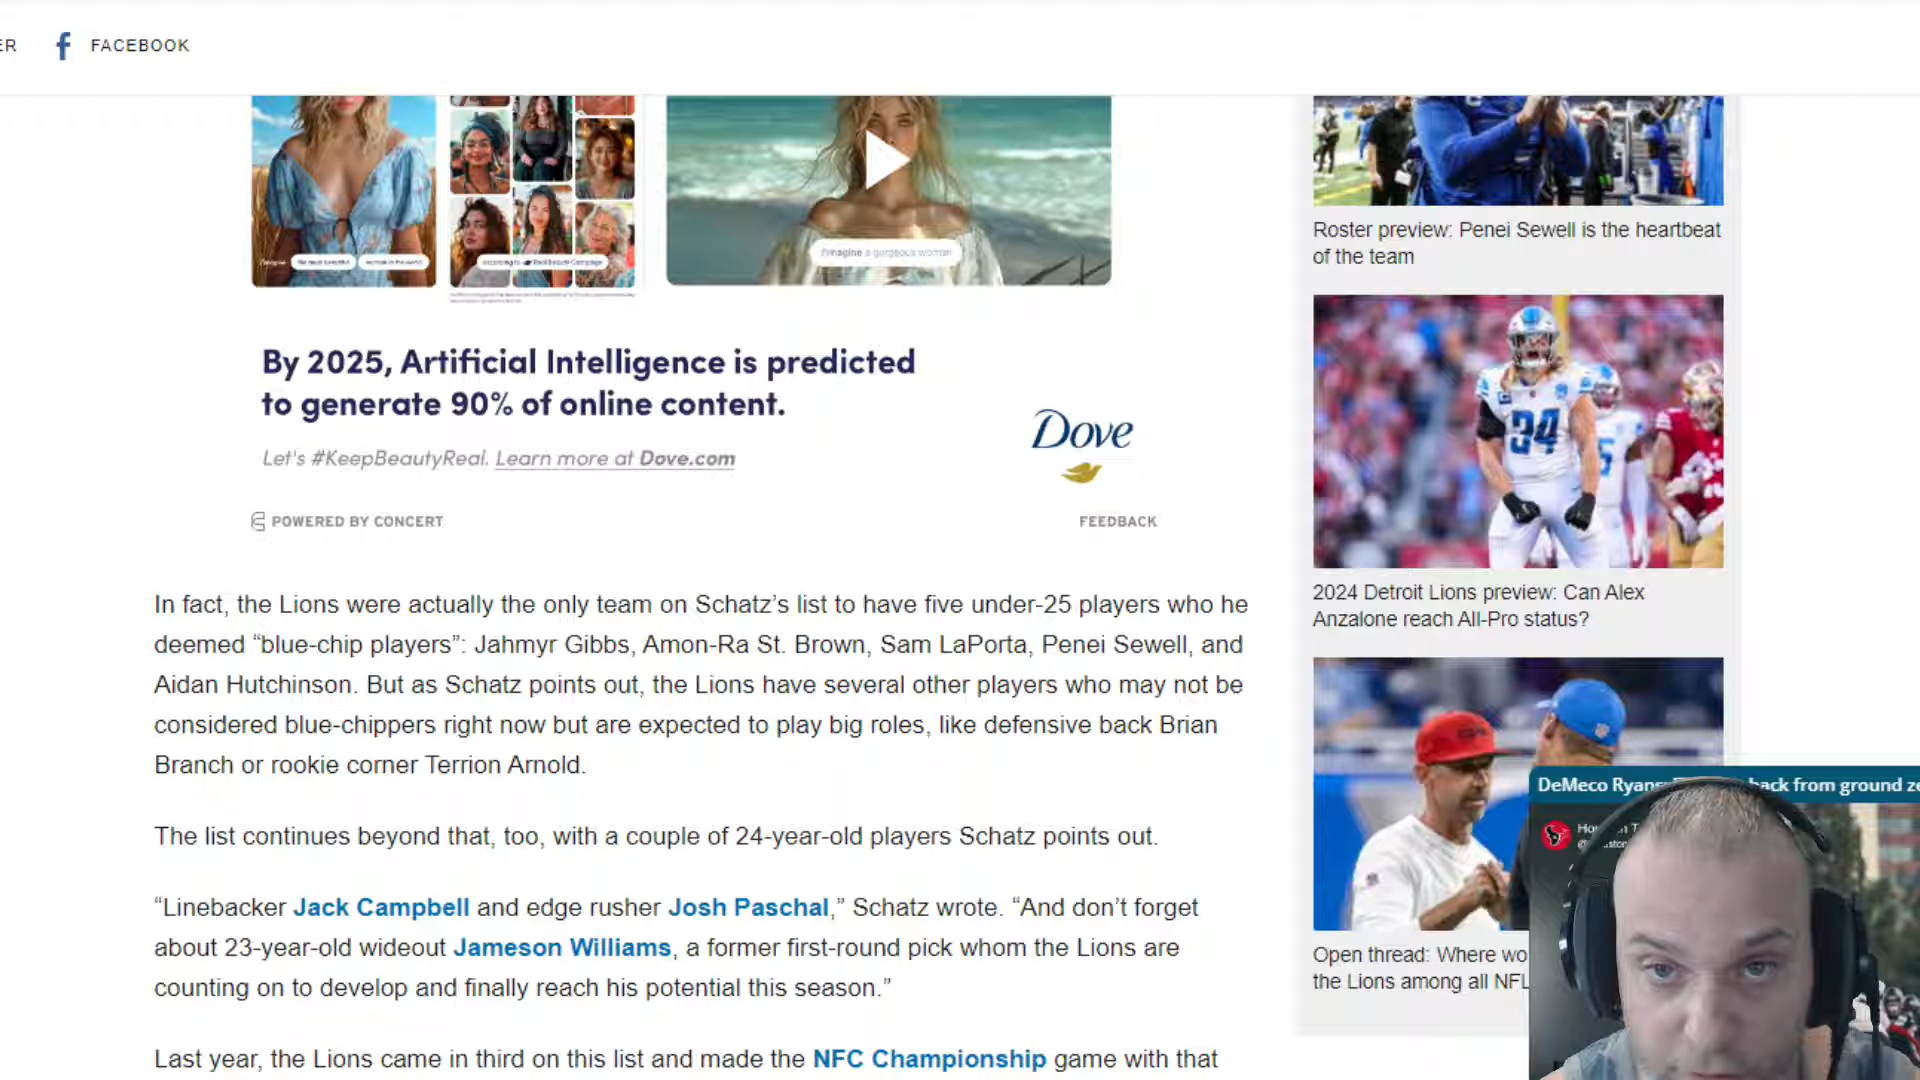 ER
FACEBOOK
Imagine a gorgeous woman
By 2025, Artificial Intelligence is predicted
to generate 90% of online content.
Let's #KeepBeautyReal. Learn more at Dove.com
Dove
POWERED BY CONCERT
FEEDBACK
In fact, the Lions were actually the only team on Schatz’s list to have five under-25 players who he
deemed “blue-chip players”: Jahmyr Gibbs, Amon-Ra St. Brown, Sam LaPorta, Penei Sewell, and
Aidan Hutchinson. But as Schatz points out, the Lions have several other players who may not be
considered blue-chippers right now but are expected to play big roles, like defensive back Brian
Branch or rookie corner Terrion Arnold.
The list continues beyond that, too, with a couple of 24-year-old players Schatz points out.
“Linebacker Jack Campbell and edge rusher Josh Paschal,” Schatz wrote. “And don’t forget
about 23-year-old wideout Jameson Williams, a former first-round pick whom the Lions are
counting on to develop and finally reach his potential this season.”
Last year, the Lions came in third on this list and made the NFC Championship game with that
Roster preview: Penei Sewell is the heartbeat
of the team
34
2024 Detroit Lions preview: Can Alex
Anzalone reach All-Pro status?
Open thread: Where wo
the Lions among all NFL
DeMeco Ryans back from ground ze